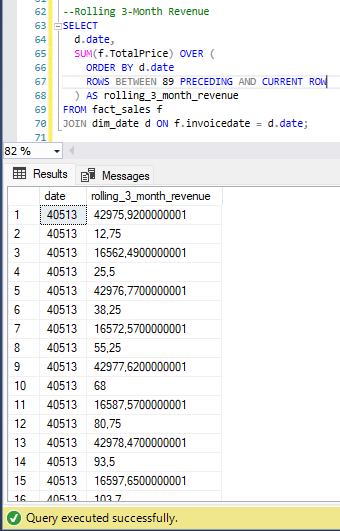 62 --Rolling 3-Month Revenue
63 SELECT
64 d.date,
65 SUM(f.TotalPrice) OVER (
66 ORDER BY d.date
67 ROWS BETWEEN 89 PRECEDING AND CURRENT ROW
68 ) AS rolling_3_month_revenue
69 FROM fact_sales f
70 JOIN dim_date d ON f.invoicedate = d.date;
71
82 %
Results Messages
date rolling_3_month_revenue
1 40513 42975,9200000001
2 40513 12,75
3 40513 16562,4900000001
4 40513 25,5
5 40513 42976,7700000001
6 40513 38,25
7 40513 16572,5700000001
8 40513 55,25
9 40513 42977,6200000001
10 40513 68
11 40513 16587,5700000001
12 40513 80,75
13 40513 42978,4700000001
14 40513 93,5
15 40513 16597,6500000001
16 40513 103,7
Query executed successfully.